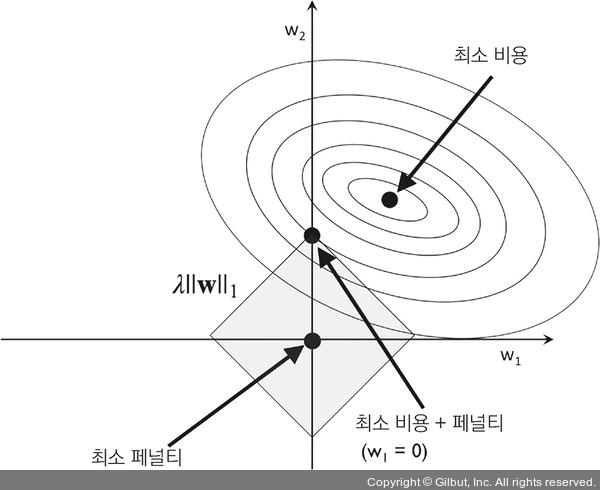 w₂
최소 비용
λ||w||₁
w₁
최소 비용 + 페널티
(w₁ = 0)
최소 페널티
Copyright © Gilbut, Inc. All rights reserved.